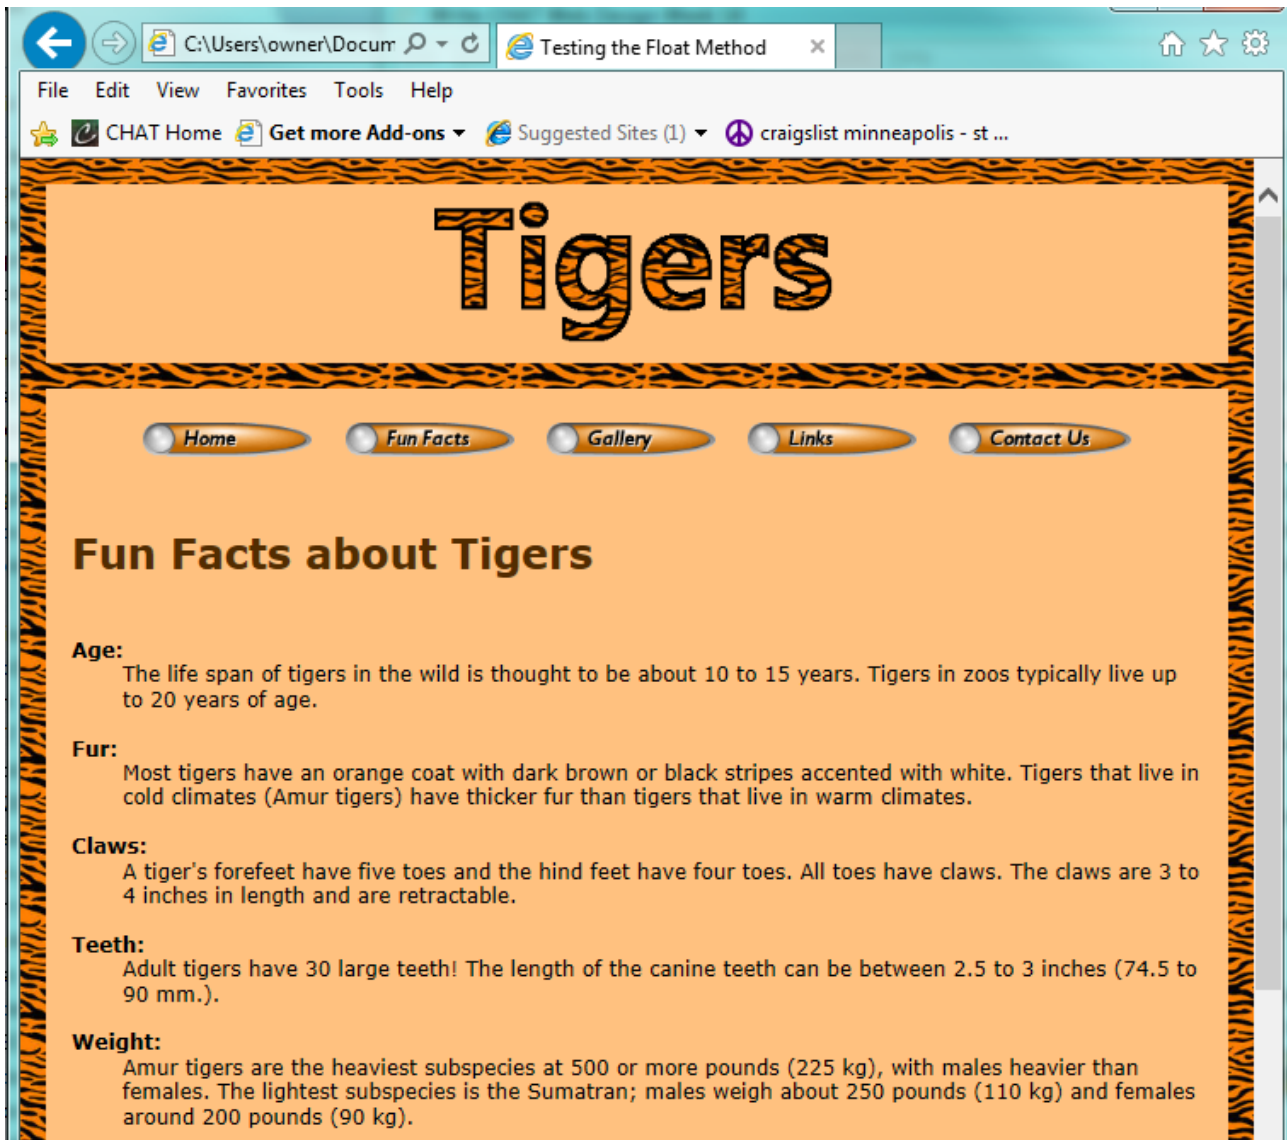 C:\Users\owner\Docum
Testing the Float Method
File Edit View Favorites Tools Help
CHAT Home Get more Add-ons Suggested Sites (1) craigslist minneapolis - st ...
Tigers
Home Fun Facts Gallery Links Contact Us
Fun Facts about Tigers
Age:
The life span of tigers in the wild is thought to be about 10 to 15 years. Tigers in zoos typically live up
to 20 years of age.
Fur:
Most tigers have an orange coat with dark brown or black stripes accented with white. Tigers that live in
cold climates (Amur tigers) have thicker fur than tigers that live in warm climates.
Claws:
A tiger's forefeet have five toes and the hind feet have four toes. All toes have claws. The claws are 3 to
4 inches in length and are retractable.
Teeth:
Adult tigers have 30 large teeth! The length of the canine teeth can be between 2.5 to 3 inches (74.5 to
90 mm.).
Weight:
Amur tigers are the heaviest subspecies at 500 or more pounds (225 kg), with males heavier than
females. The lightest subspecies is the Sumatran; males weigh about 250 pounds (110 kg) and females
around 200 pounds (90 kg).